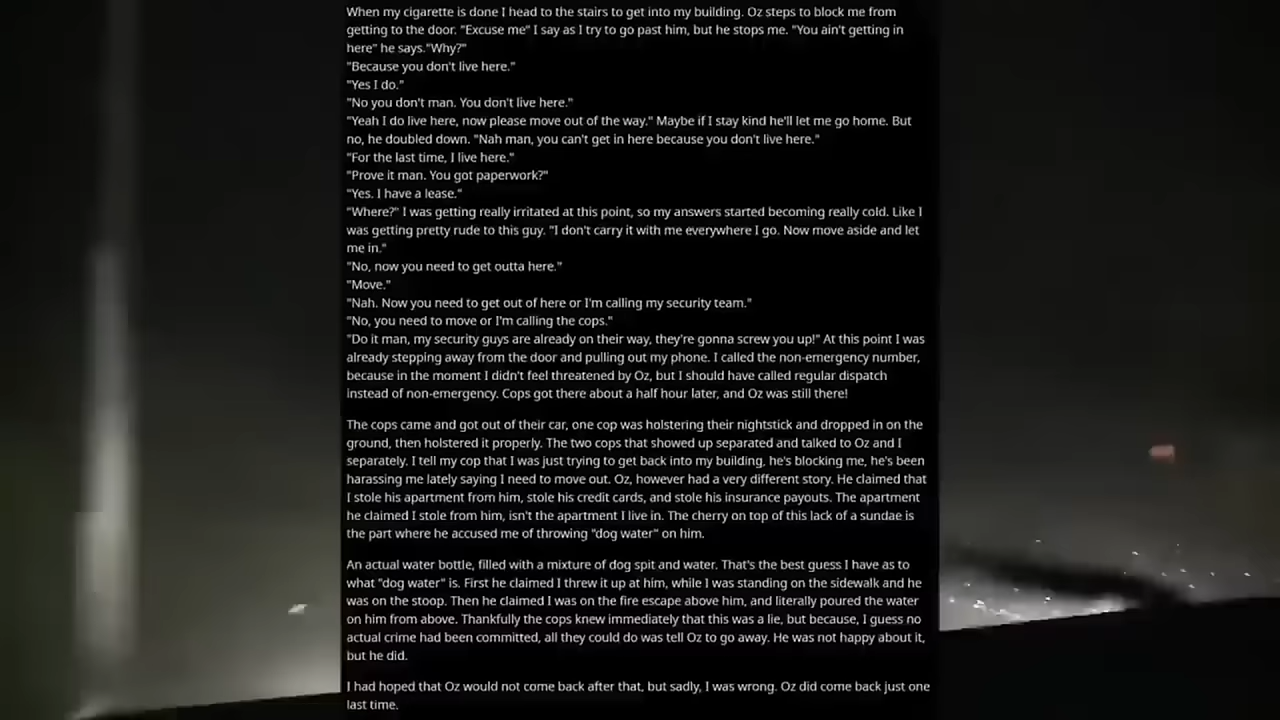 When my cigarette is done I head to the stairs to get into my building. Oz steps to block me from
getting to the door. "Excuse me" I say as I try to go past him, but he stops me. "You ain't getting in
here" he says."Why?"
"Because you don't live here."
"Yes I do."
"No you don't man. You don't live here."
"Yeah I do live here, now please move out of the way." Maybe if I stay kind he'll let me go home. But
no, he doubled down. "Nah man, you can't get in here because you don't live here."
"For the last time, I live here."
"Prove it man. You got paperwork?"
"Yes. I have a lease."
"Where?" I was getting really irritated at this point, so my answers started becoming really cold. Like I
was getting pretty rude to this guy. "I don't carry it with me everywhere I go. Now move aside and let
me in."
"No, now you need to get outta here."
"Move."
"Nah. Now you need to get out of here or I'm calling my security team."
"No, you need to move or I'm calling the cops."
"Do it man, my security guys are already on their way, they're gonna screw you up!" At this point I was
already stepping away from the door and pulling out my phone. I called the non-emergency number,
because in the moment I didn't feel threatened by Oz, but I should have called regular dispatch
instead of non-emergency. Cops got there about a half hour later, and Oz was still there!
The cops came and got out of their car, one cop was holstering their nightstick and dropped in on the
ground, then holstered it properly. The two cops that showed up separated and talked to Oz and I
separately. I tell my cop that I was just trying to get back into my building, he's blocking me, he's been
harassing me lately saying I need to move out. Oz, however had a very different story. He claimed that
I stole his apartment from him, stole his credit cards, and stole his insurance payouts. The apartment
he claimed I stole from him, isn't the apartment I live in. The cherry on top of this lack of a sundae is
the part where he accused me of throwing "dog water" on him.
An actual water bottle, filled with a mixture of dog spit and water. That's the best guess I have as to
what "dog water" is. First he claimed I threw it up at him, while I was standing on the sidewalk and he
was on the stoop. Then he claimed I was on the fire escape above him, and literally poured the water
on him from above. Thankfully the cops knew immediately that this was a lie, but because, I guess no
actual crime had been committed, all they could do was tell Oz to go away. He was not happy about it,
but he did.
I had hoped that Oz would not come back after that, but sadly, I was wrong. Oz did come back just one
last time.